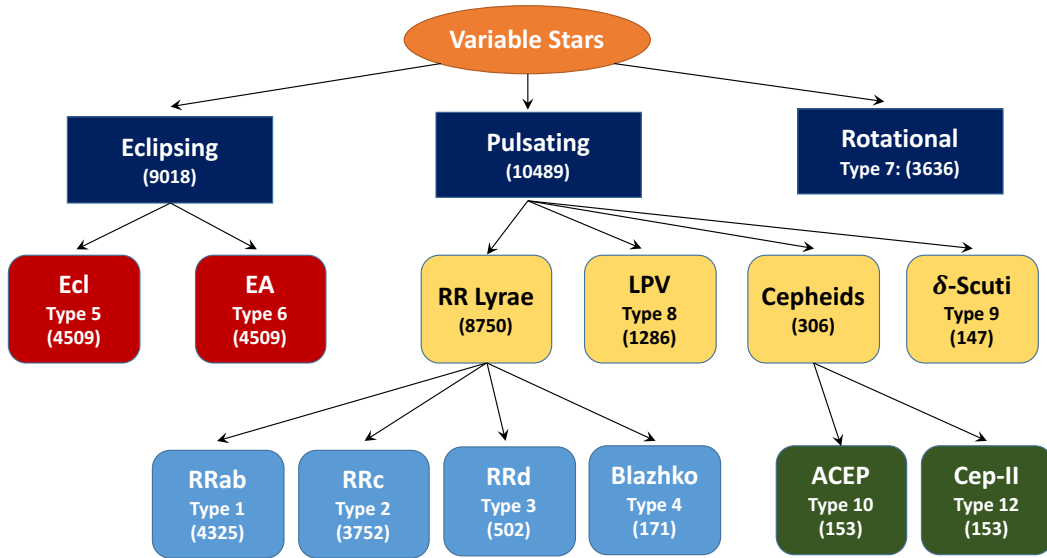 Variable Stars
Eclipsing
(9018)
Pulsating
(10489)
Rotational
Type 7: (3636)
Ecl
Type 5
(4509)
EA
Type 6
(4509)
RR Lyrae
(8750)
LPV
Type 8
(1286)
Cepheids
(306)
δ-Scuti
Type 9
(147)
RRab
Type 1
(4325)
RRc
Type 2
(3752)
RRd
Type 3
(502)
Blazhko
Type 4
(171)
ACEP
Type 10
(153)
Cep-II
Type 12
(153)